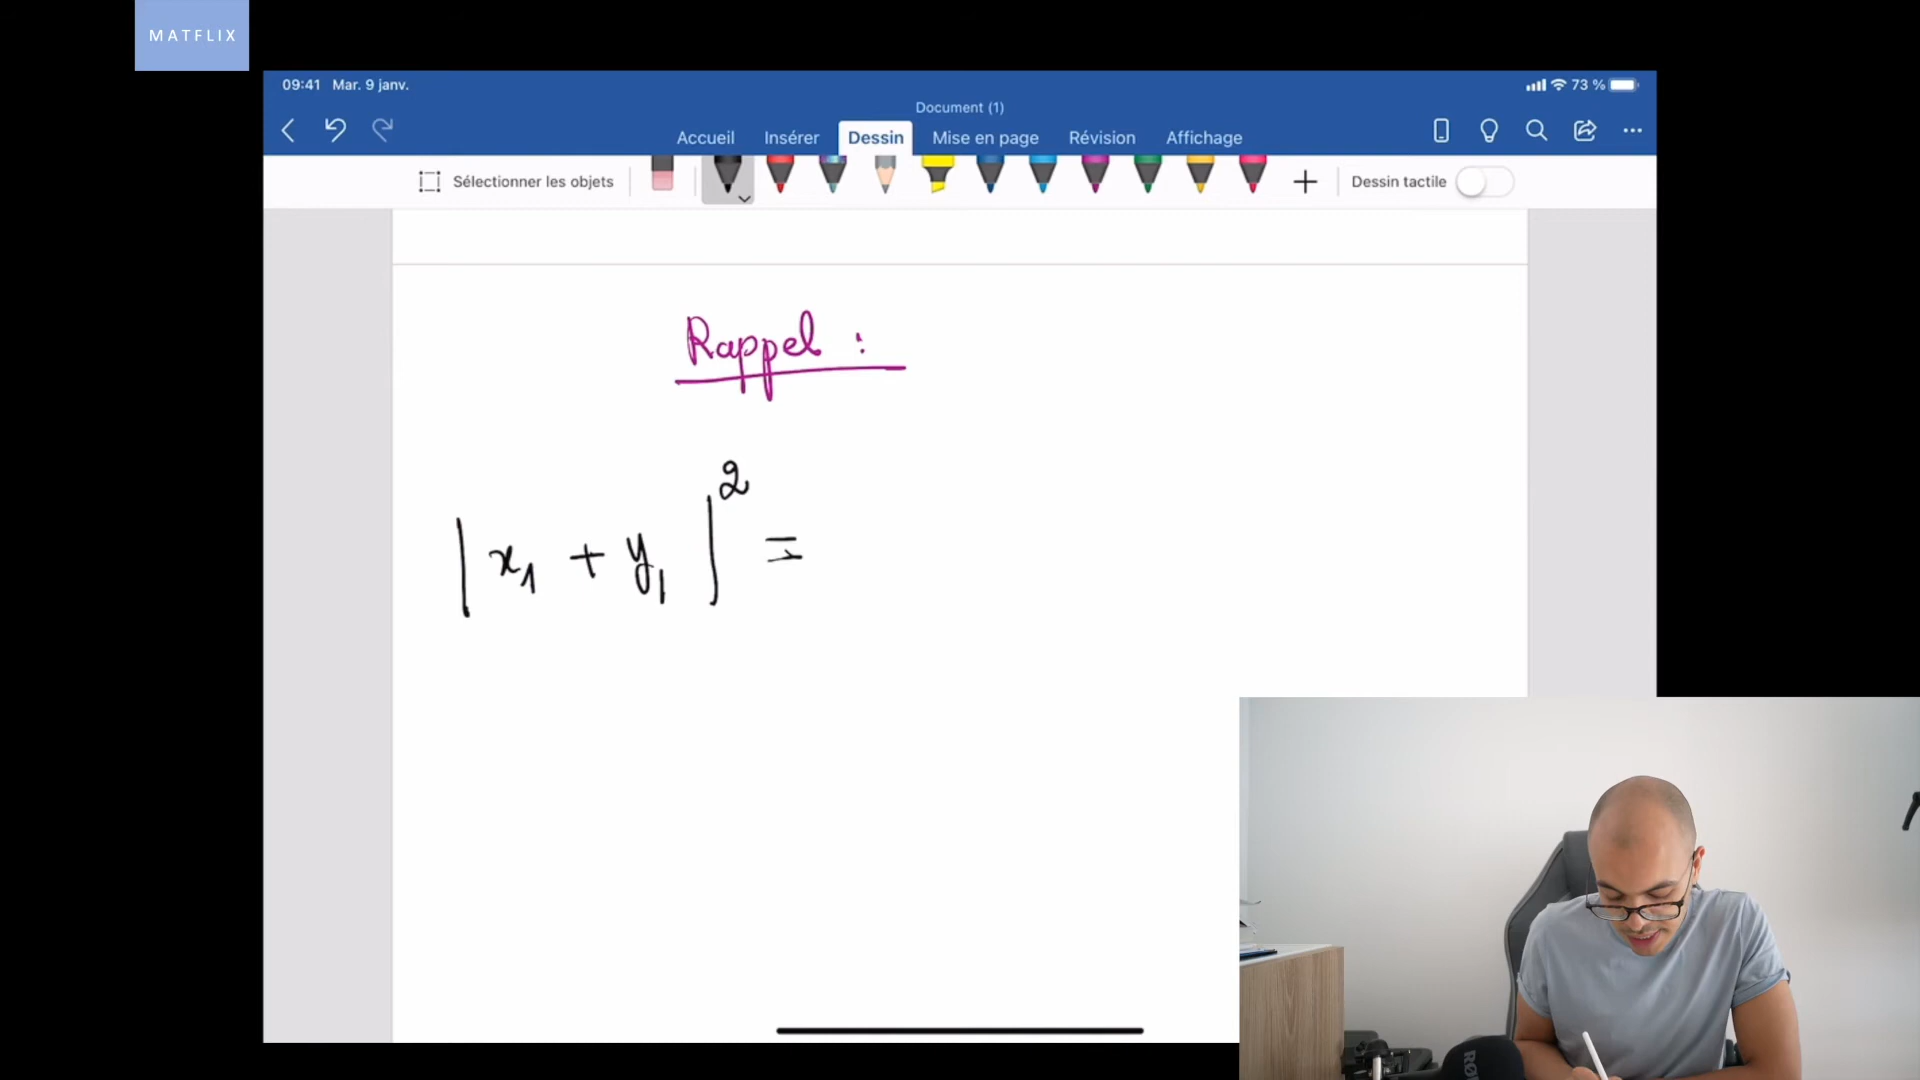 MATFLIX
09:41 Mar. 9 janv.
73 %
Document (1)
Accueil Insérer Dessin Mise en page Révision Affichage
Sélectionner les objets
Dessin tactile
Rappel :
|x₁ + y₁|² =
RØ